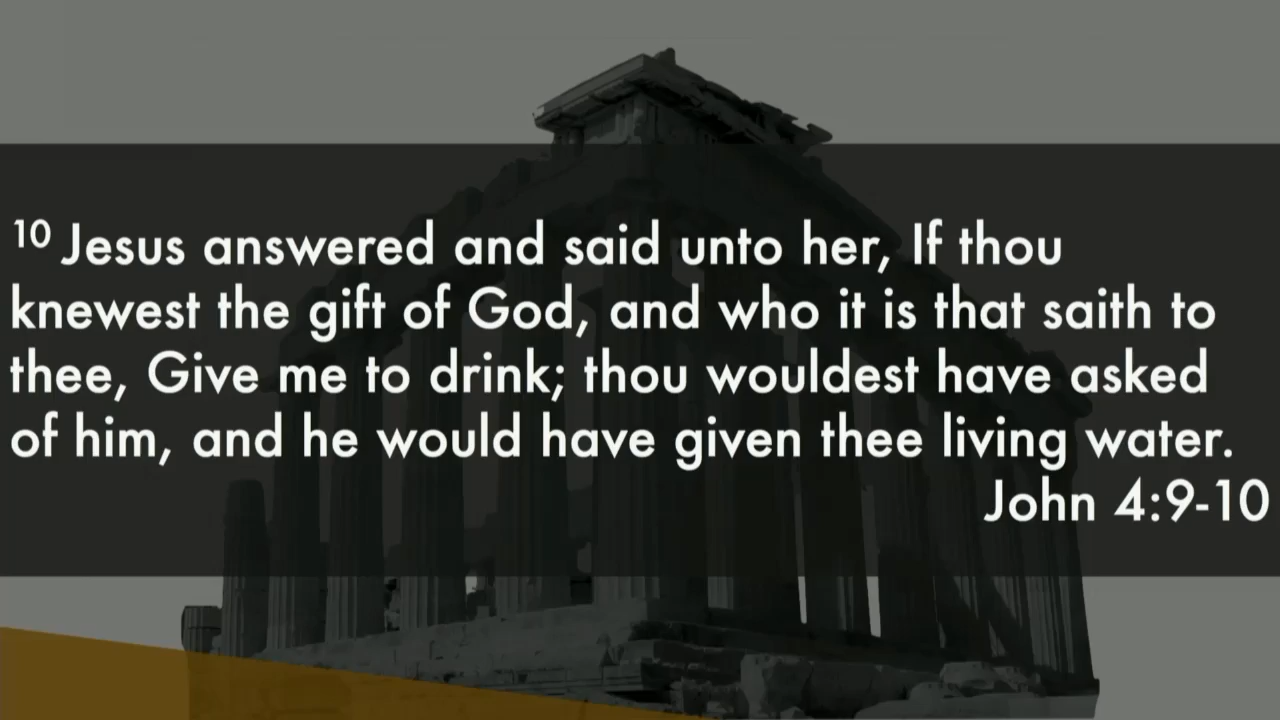 10 Jesus answered and said unto her, If thou
knewest the gift of God, and who it is that saith to
thee, Give me to drink; thou wouldest have asked
of him, and he would have given thee living water.
John 4:9-10